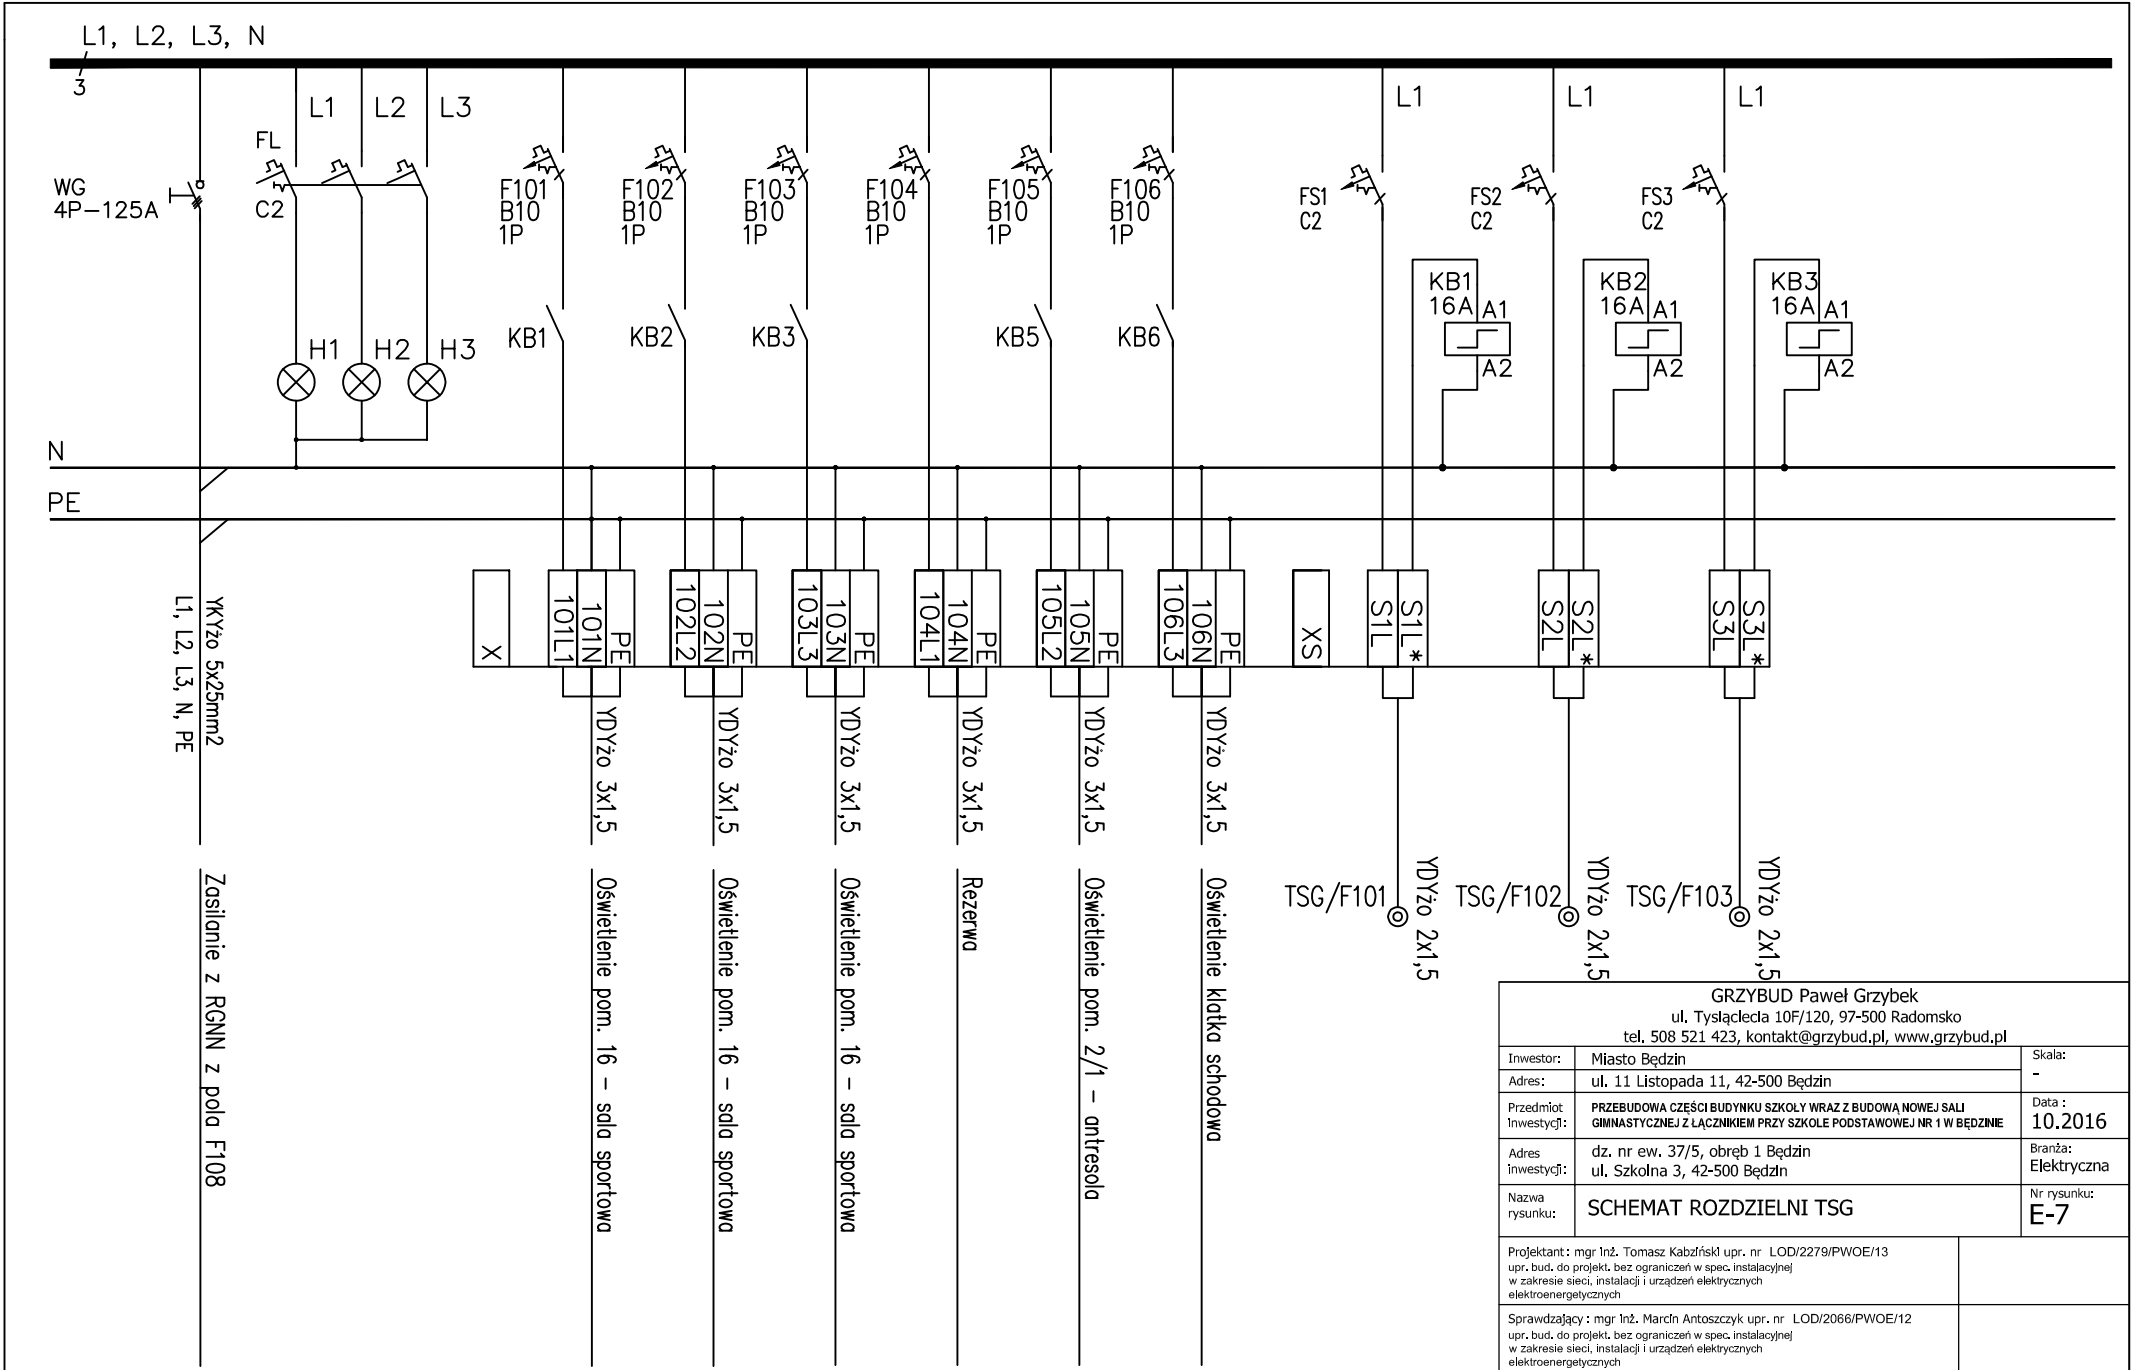 L1, L2, L3, N
3
WG
4P-125A
FL
C2
L1
L2
L3
H1
H2
H3
F101
B10
1P
F102
B10
1P
F103
B10
1P
F104
B10
1P
F105
B10
1P
F106
B10
1P
KB1
KB2
KB3
KB5
KB6
L1
FS1
C2
L1
FS2
C2
L1
FS3
C2
KB1
16A
A1
A2
KB2
16A
A1
A2
KB3
16A
A1
A2
N
PE
YKYżo 5x25mm2
L1, L2, L3, N, PE
Zasilanie z RGNN z pola F108
X
101L1
101N
PE
YDYżo 3x1,5
Oświetlenie pom. 16 - sala sportowa
102L2
102N
PE
YDYżo 3x1,5
Oświetlenie pom. 16 - sala sportowa
103L3
103N
PE
YDYżo 3x1,5
Oświetlenie pom. 16 - sala sportowa
104L1
104N
PE
YDYżo 3x1,5
Rezerwa
105L2
105N
PE
YDYżo 3x1,5
Oświetlenie pom. 2/1 - antresola
106L3
106N
PE
YDYżo 3x1,5
Oświetlenie klatka schodowa
XS
S1L
S1L*
TSG/F101
YDYżo 2x1,5
S2L
S2L*
TSG/F102
YDYżo 2x1,5
S3L
S3L*
TSG/F103
YDYżo 2x1,5
GRZYBUD Paweł Grzybek
ul. Tysiąclecia 10F/120, 97-500 Radomsko
tel. 508 521 423, kontakt@grzybud.pl, www.grzybud.pl
Inwestor: Miasto Będzin
Skala:
-
Adres: ul. 11 Listopada 11, 42-500 Będzin
Przedmiot inwestycji: PRZEBUDOWA CZĘŚCI BUDYNKU SZKOŁY WRAZ Z BUDOWĄ NOWEJ SALI
GIMNASTYCZNEJ Z ŁĄCZNIKIEM PRZY SZKOLE PODSTAWOWEJ NR 1 W BĘDZINIE
Data :
10.2016
Adres inwestycji: dz. nr ew. 37/5, obręb 1 Będzin
ul. Szkolna 3, 42-500 Będzin
Branża:
Elektryczna
Nazwa rysunku: SCHEMAT ROZDZIELNI TSG
Nr rysunku:
E-7
Projektant: mgr inż. Tomasz Kabziński upr. nr LOD/2279/PWOE/13
upr. bud. do projekt. bez ograniczeń w spec. instalacyjnej
w zakresie sieci, instalacji i urządzeń elektrycznych
elektroenergetycznych
Sprawdzający : mgr inż. Marcin Antoszczyk upr. nr LOD/2066/PWOE/12
upr. bud. do projekt. bez ograniczeń w spec. instalacyjnej
w zakresie sieci, instalacji i urządzeń elektrycznych
elektroenergetycznych